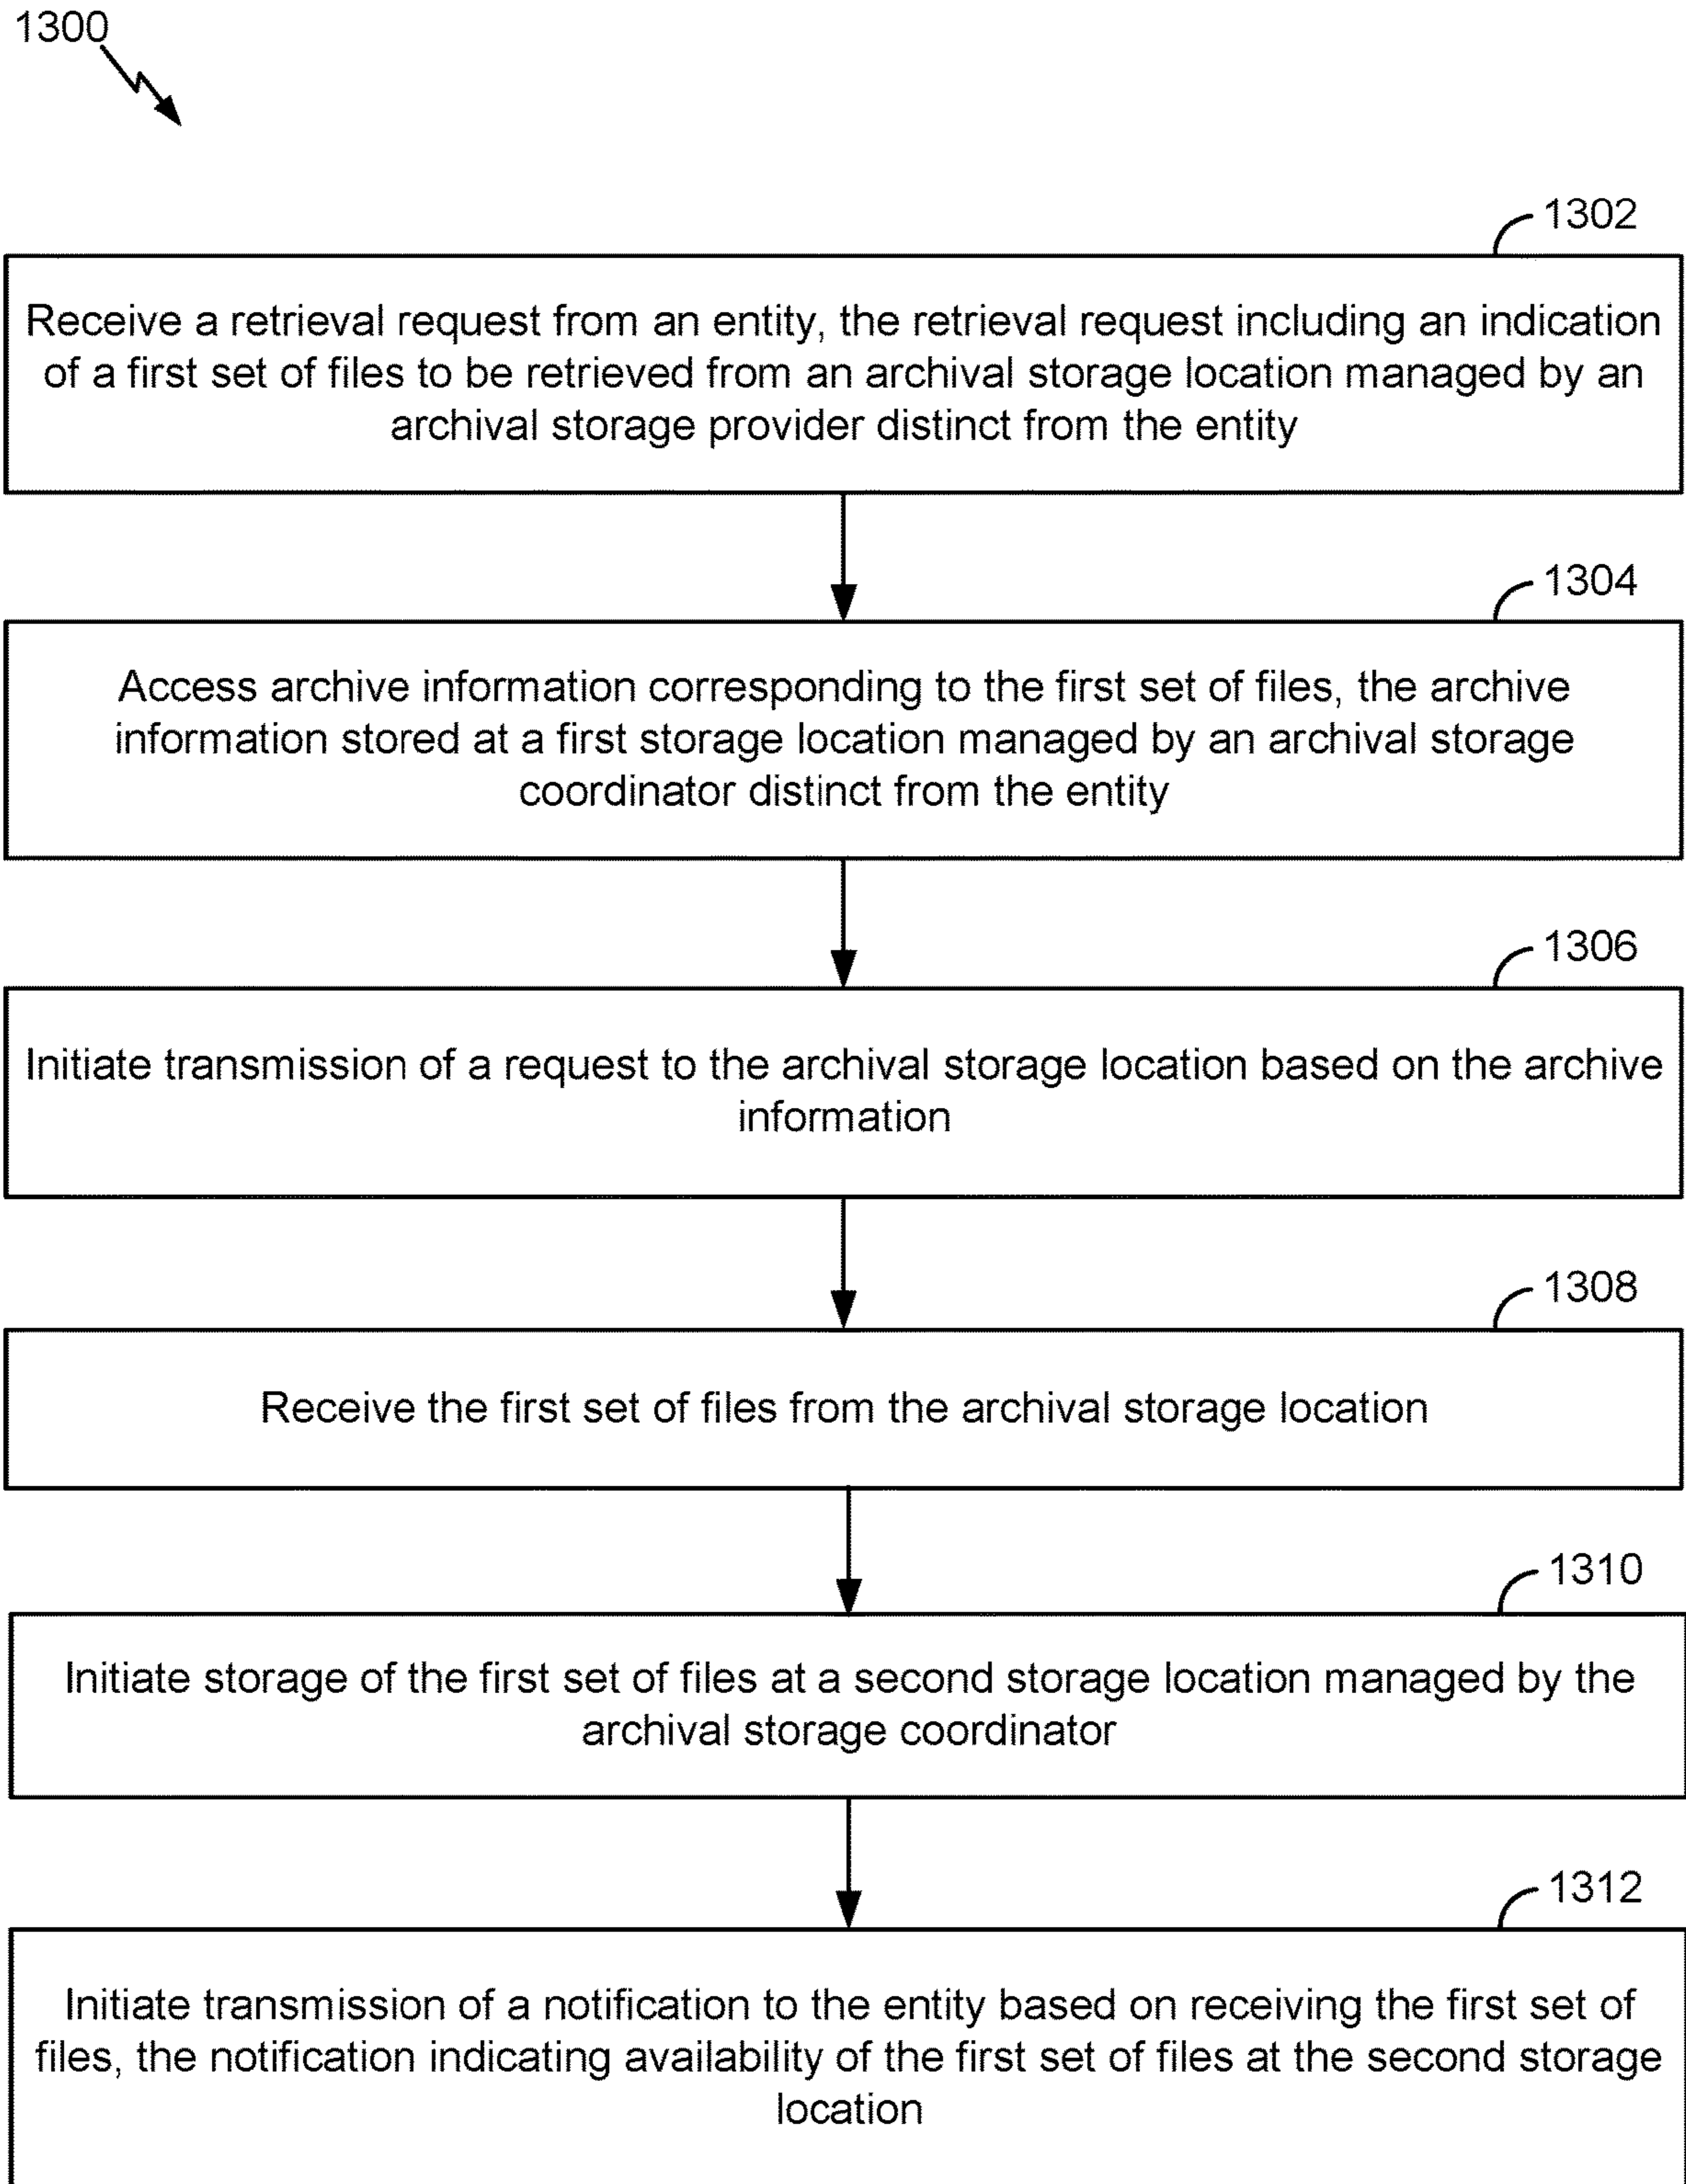 1300
1302
Receive a retrieval request from an entity, the retrieval request including an indication
of a first set of files to be retrieved from an archival storage location managed by an
archival storage provider distinct from the entity
1304
Access archive information corresponding to the first set of files, the archive
information stored at a first storage location managed by an archival storage
coordinator distinct from the entity
1306
Initiate transmission of a request to the archival storage location based on the archive
information
1308
Receive the first set of files from the archival storage location
1310
Initiate storage of the first set of files at a second storage location managed by the
archival storage coordinator
1312
Initiate transmission of a notification to the entity based on receiving the first set of
files, the notification indicating availability of the first set of files at the second storage
location